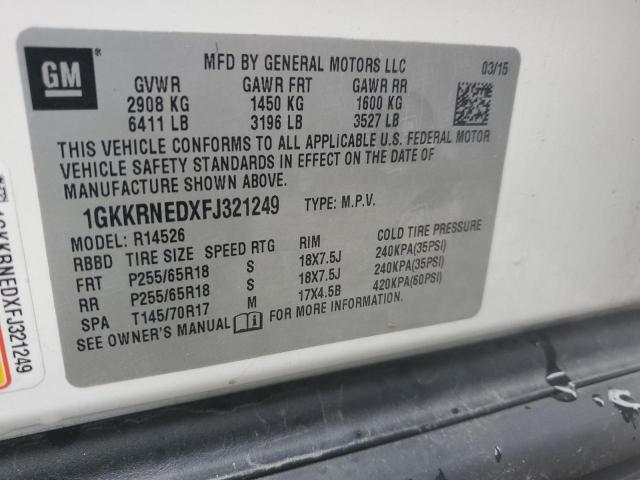 GM
MFD BY GENERAL MOTORS LLC 03/15
GVWR GAWR FRT GAWR RR
2908 KG 1450 KG 1600 KG
6411 LB 3196 LB 3527 LB
THIS VEHICLE CONFORMS TO ALL APPLICABLE U.S. FEDERAL MOTOR
VEHICLE SAFETY STANDARDS IN EFFECT ON THE DATE OF
MANUFACTURE SHOWN ABOVE.
1GKKRNEDXFJ321249 TYPE: M.P.V.
MODEL: R14526
RBBD TIRE SIZE SPEED RTG RIM COLD TIRE PRESSURE
FRT P255/65R18 S 18X7.5J 240KPA(35PSI)
RR P255/65R18 S 18X7.5J 240KPA(35PSI)
SPA T145/70R17 M 17X4.5B 420KPA(60PSI)
SEE OWNER'S MANUAL FOR MORE INFORMATION.
1GKKRNEDXFJ321249